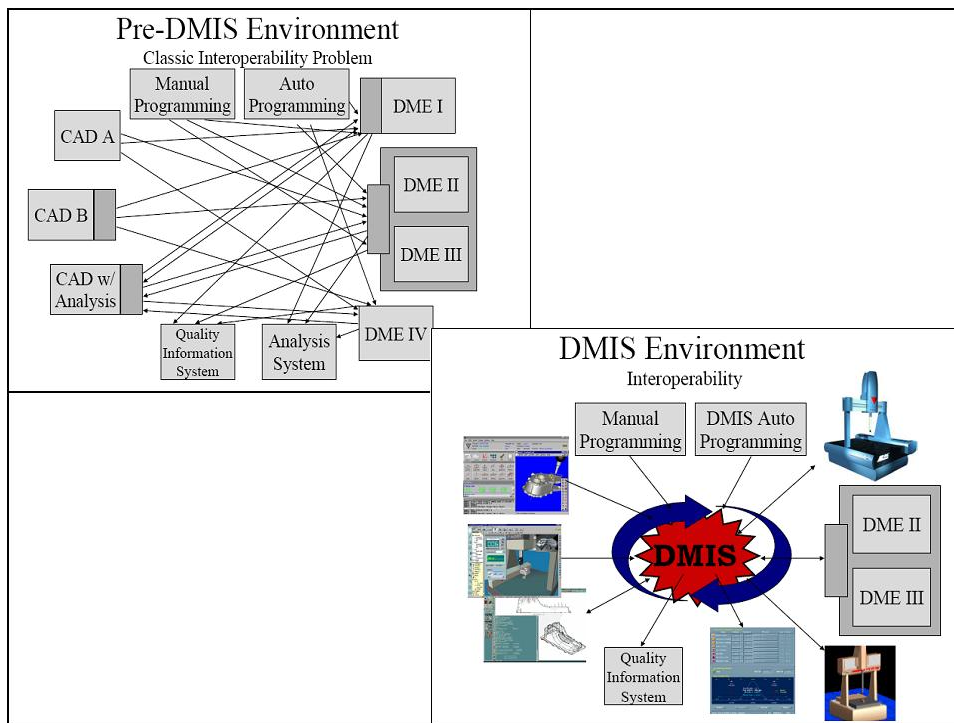 Pre-DMIS Environment
Classic Interoperability Problem
Manual
Programming
Auto
Programming
DME I
CAD A
DME II
CAD B
DME III
CAD w/
Analysis
DME IV
Quality
Information
System
Analysis
System
DMIS Environment
Interoperability
Manual
Programming
DMIS Auto
Programming
DME II
DMIS
DME III
Quality
Information
System